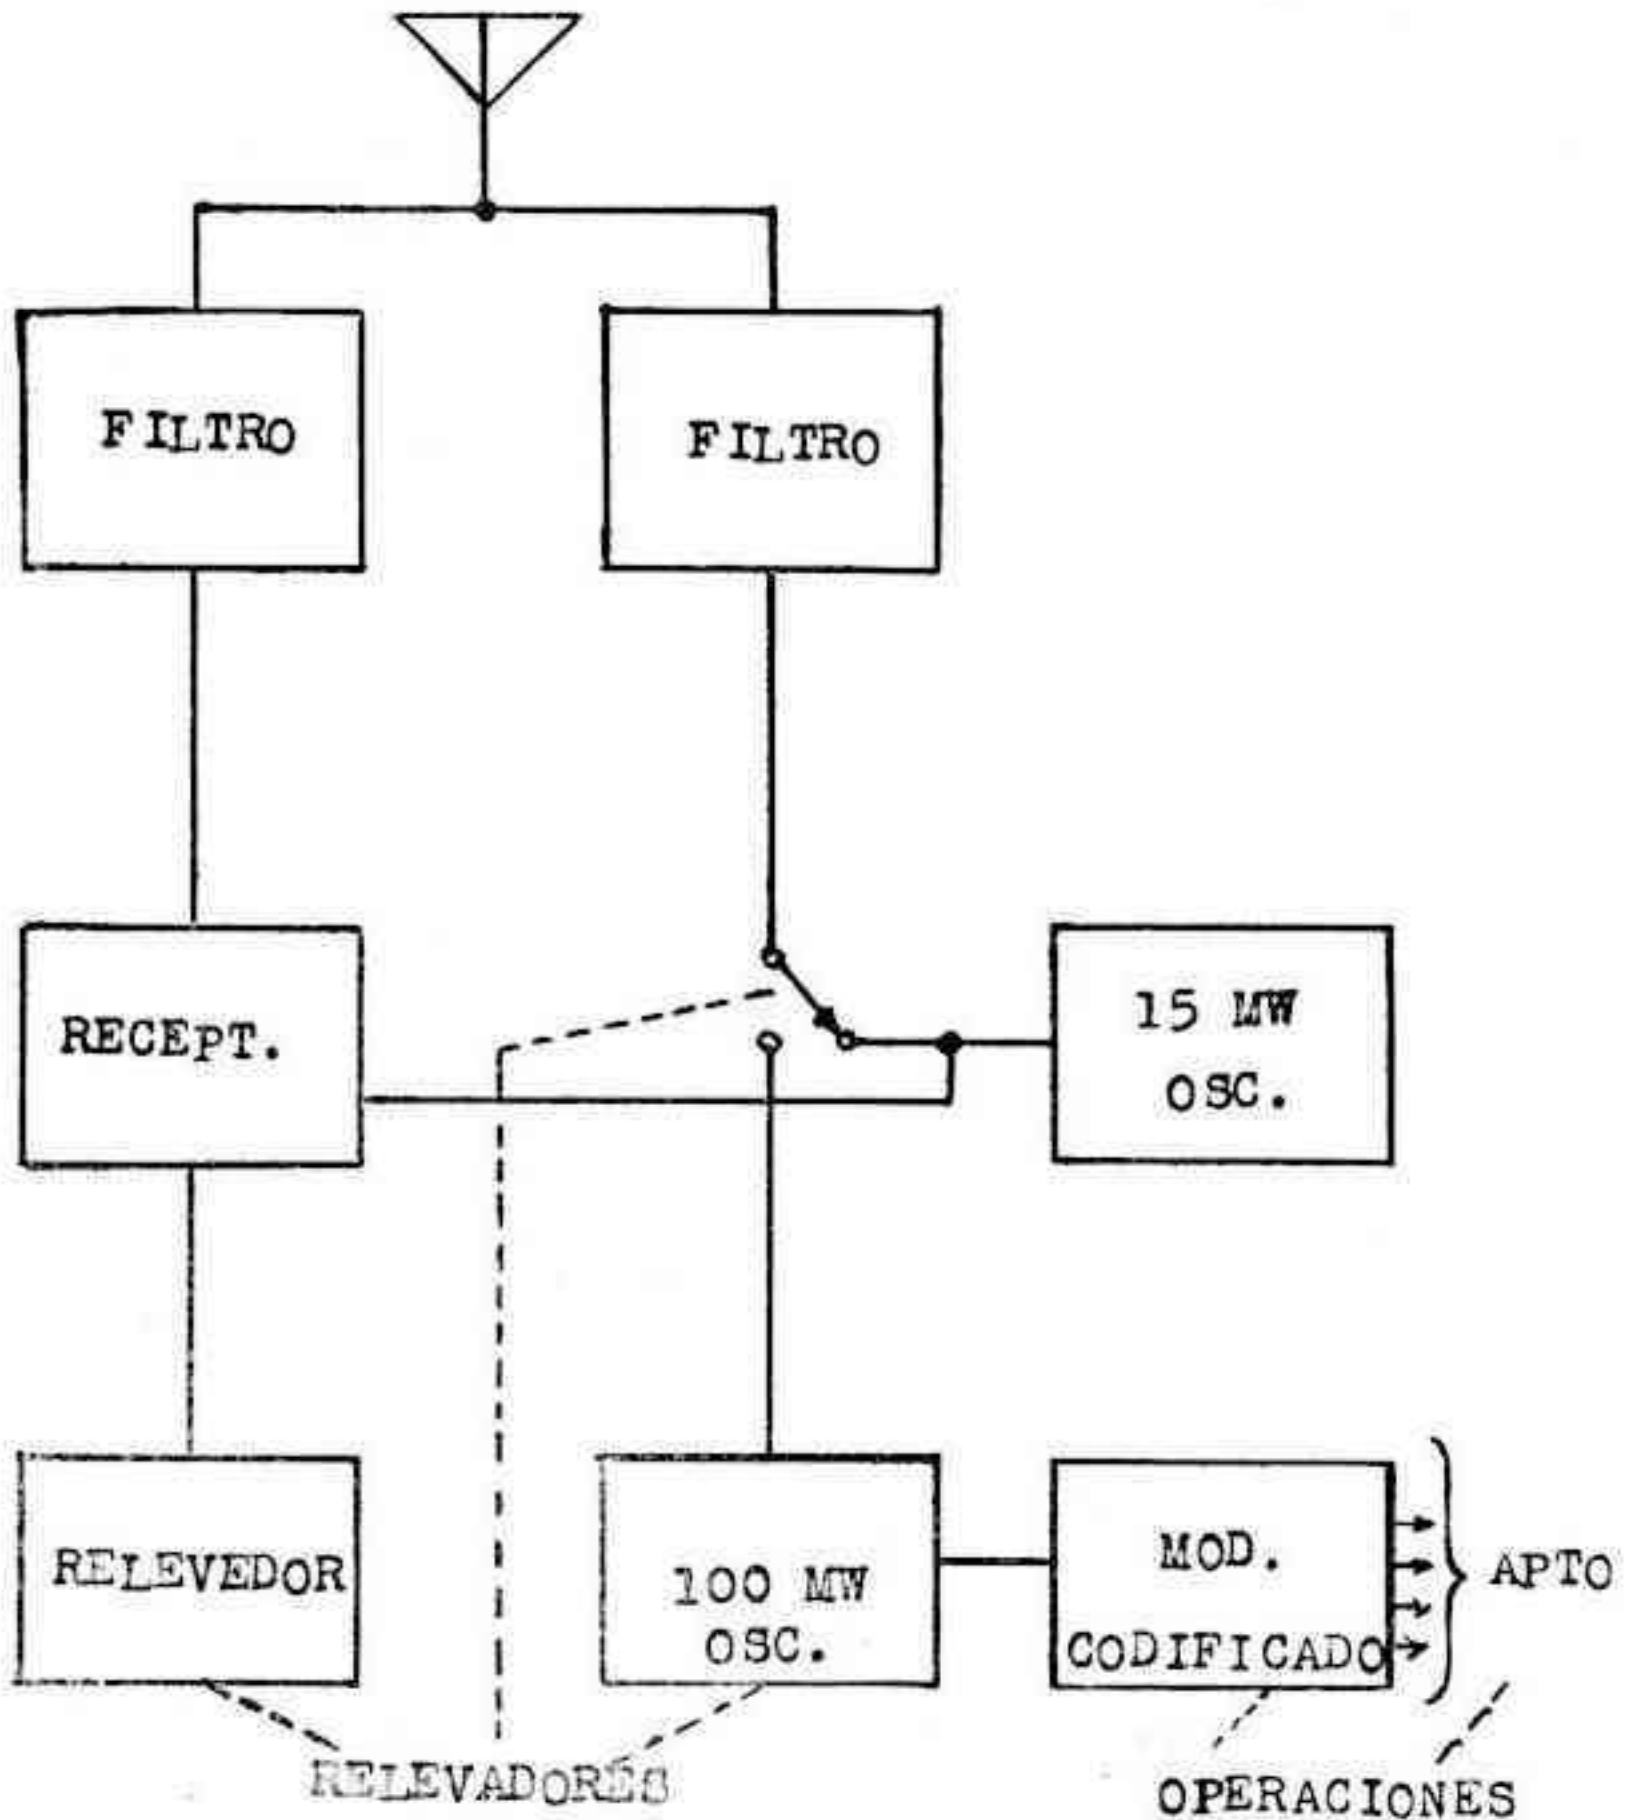 FILTRO
FILTRO
RECEPT.
15 MW
OSC.
RELEVEDOR
100 MW
OSC.
MOD.
CODIFICADO
APTO
RELEVADORES
OPERACIONES